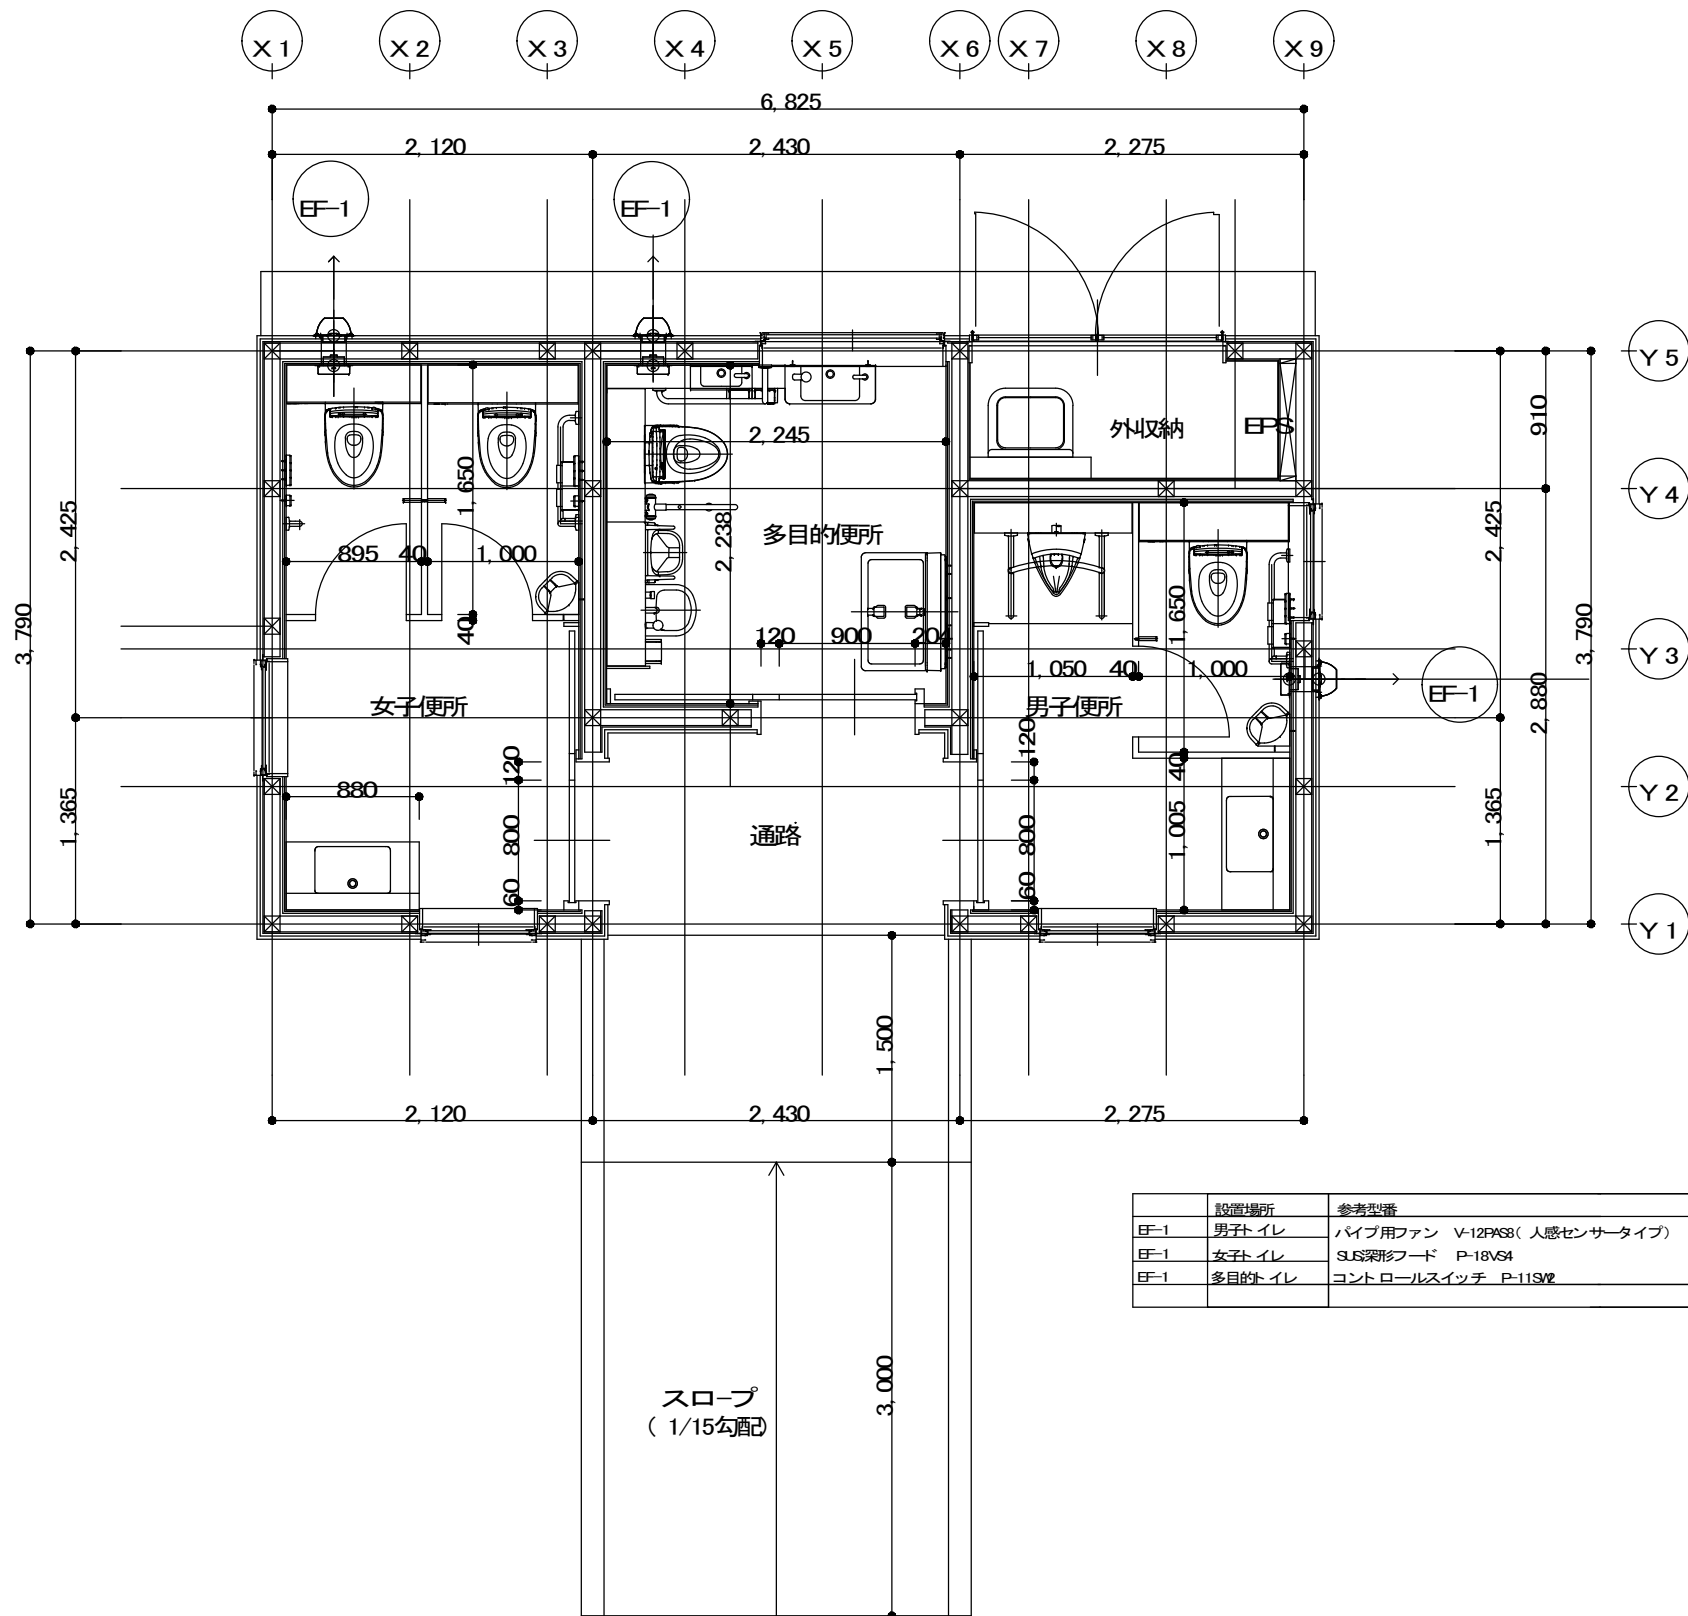 X1 X2 X3 X4 X5 X6 X7 X8 X9
6,825
2,120 2,430 2,275
EF-1 EF-1
Y5
外収納 EPS
910
2,245
1,650
Y4
2,425
2,238
多目的便所
2,425
895 40 1,000
40
1,650
3,790
120 900 204
3,790
Y3
1,050 40 1,000
EF-1
女子便所
男子便所
2,880
120
120
40
Y2
880
1,365
800
通路
800
1,005
1,365
60
60
Y1
1,500
2,120 2,430 2,275
設置場所 参考型番
EF-1 男子トイレ パイプ用ファン V-12PAS8(人感センサータイプ)
EF-1 女子トイレ SUS深形フード P-18VS4
EF-1 多目的トイレ コントロールスイッチ P-11SW2
3,000
スロープ
(1/15勾配)